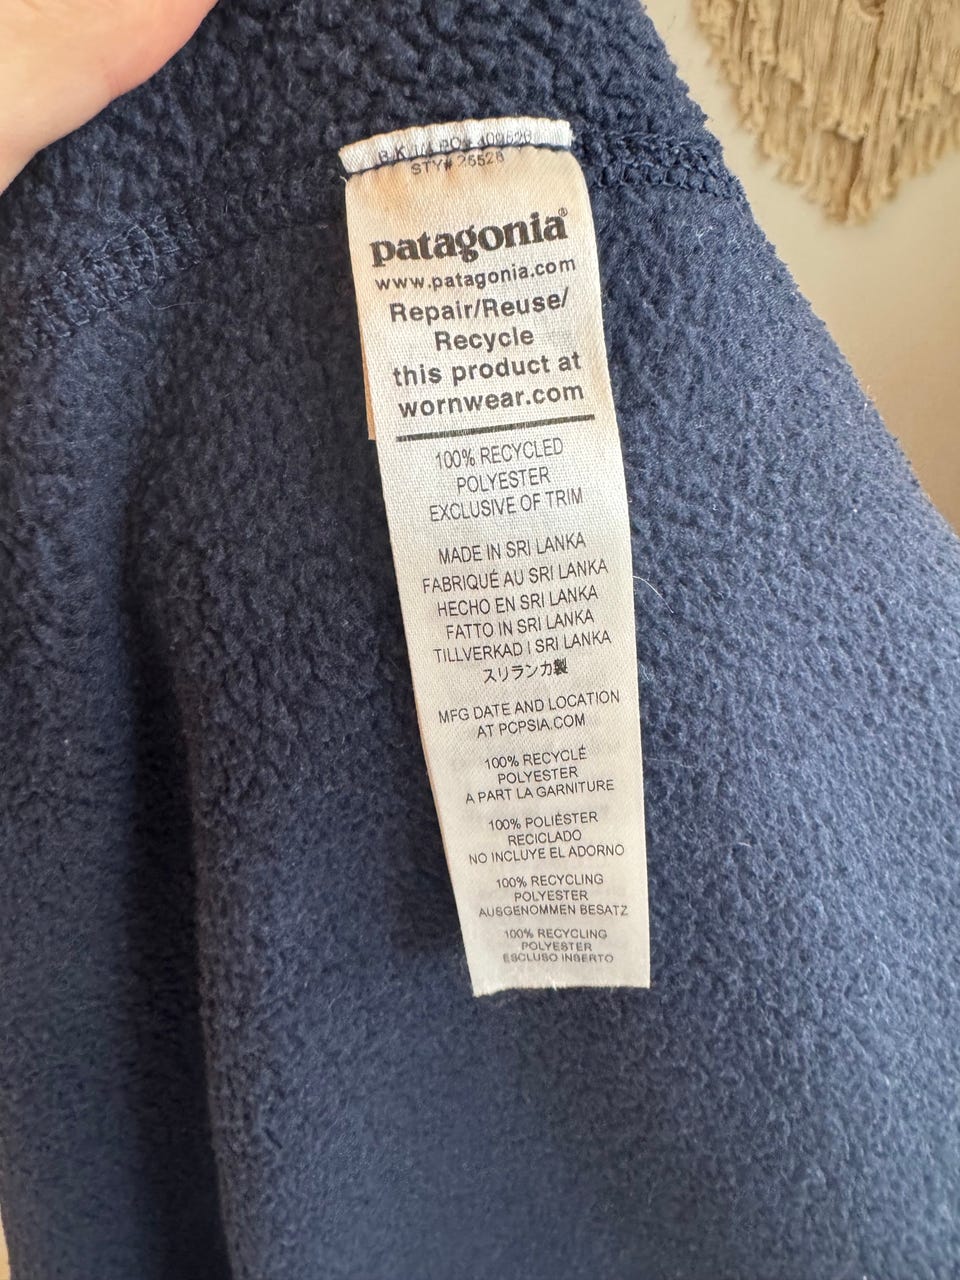 STY# 25528
patagonia®
www.patagonia.com
Repair/Reuse/
Recycle
this product at
wornwear.com
100% RECYCLED
POLYESTER
EXCLUSIVE OF TRIM
MADE IN SRI LANKA
FABRIQUÉ AU SRI LANKA
HECHO EN SRI LANKA
FATTO IN SRI LANKA
TILLVERKAD I SRI LANKA
スリランカ製
MFG DATE AND LOCATION
AT PCPSIA.COM
100% RECYCLÉ
POLYESTER
A PART LA GARNITURE
100% POLIÉSTER
RECICLADO
NO INCLUYE EL ADORNO
100% RECYCLING
POLYESTER
AUSGENOMMEN BESATZ
100% RECYCLING
POLYESTER
ESCLUSO INSERTO